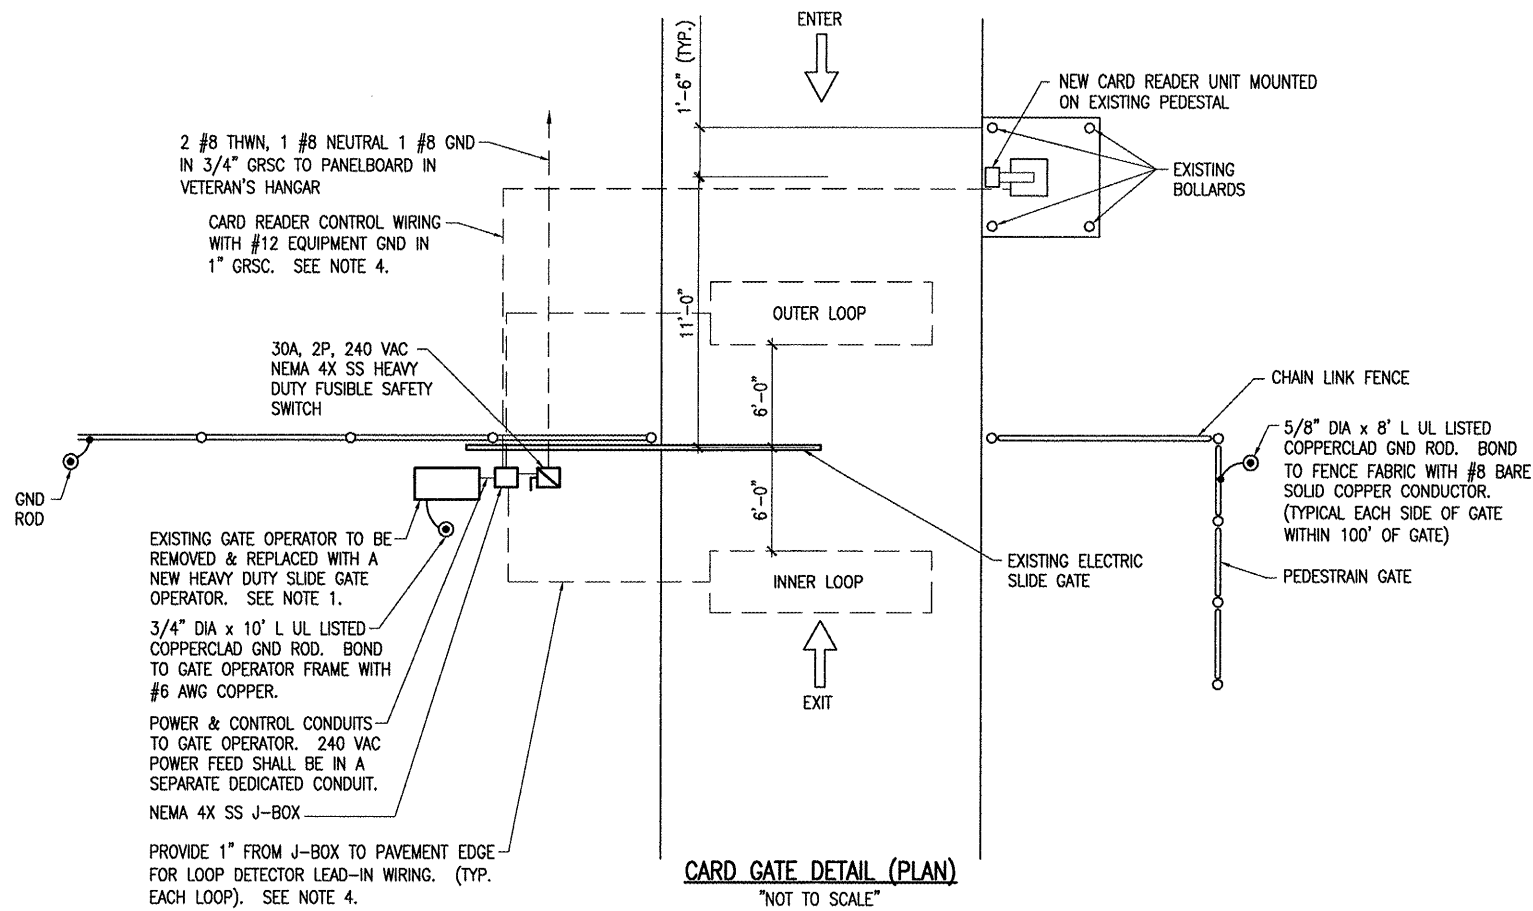 ENTER
1'-6" (TYP.)
NEW CARD READER UNIT MOUNTED
ON EXISTING PEDESTAL
2 #8 THWN, 1 #8 NEUTRAL 1 #8 GND
IN 3/4" GRSC TO PANELBOARD IN
VETERAN'S HANGAR
EXISTING
BOLLARDS
CARD READER CONTROL WIRING
WITH #12 EQUIPMENT GND IN
1" GRSC. SEE NOTE 4.
11'-0"
OUTER LOOP
30A, 2P, 240 VAC
NEMA 4X SS HEAVY
DUTY FUSIBLE SAFETY
SWITCH
6'-0"
CHAIN LINK FENCE
5/8" DIA x 8' L UL LISTED
COPPERCLAD GND ROD. BOND
TO FENCE FABRIC WITH #8 BARE
SOLID COPPER CONDUCTOR.
(TYPICAL EACH SIDE OF GATE
WITHIN 100' OF GATE)
GND
ROD
6'-0"
EXISTING GATE OPERATOR TO BE
REMOVED & REPLACED WITH A
NEW HEAVY DUTY SLIDE GATE
OPERATOR. SEE NOTE 1.
EXISTING ELECTRIC
SLIDE GATE
INNER LOOP
PEDESTRAIN GATE
3/4" DIA x 10' L UL LISTED
COPPERCLAD GND ROD. BOND
TO GATE OPERATOR FRAME WITH
#6 AWG COPPER.
EXIT
POWER & CONTROL CONDUITS
TO GATE OPERATOR. 240 VAC
POWER FEED SHALL BE IN A
SEPARATE DEDICATED CONDUIT.
NEMA 4X SS J-BOX
PROVIDE 1" FROM J-BOX TO PAVEMENT EDGE
FOR LOOP DETECTOR LEAD-IN WIRING. (TYP.
EACH LOOP). SEE NOTE 4.
CARD GATE DETAIL (PLAN)
"NOT TO SCALE"